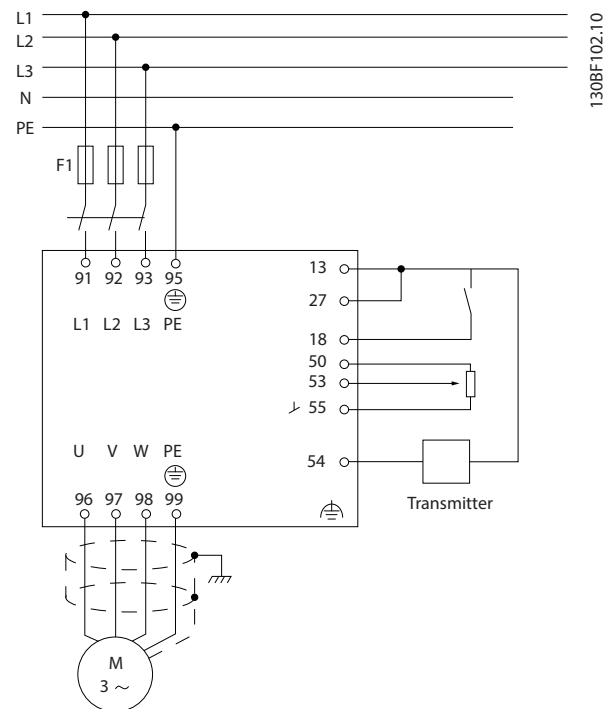 L1
L2
L3
N
PE
130BF102.10
F1
91 92 93 95
L1 L2 L3 PE
13
27
18
50
53
55
54
Transmitter
U V W PE
96 97 98 99
M
3 ~